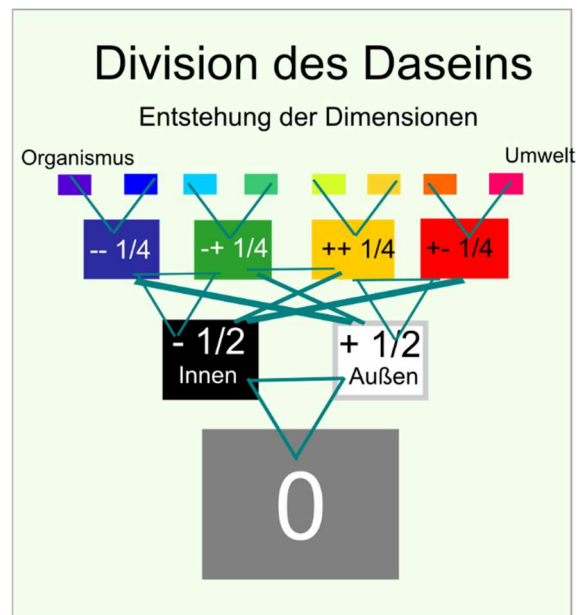 Division des Daseins
Entstehung der Dimensionen
Organismus
Umwelt
-- 1/4
-+ 1/4
++ 1/4
+- 1/4
- 1/2
Innen
+ 1/2
Außen
0